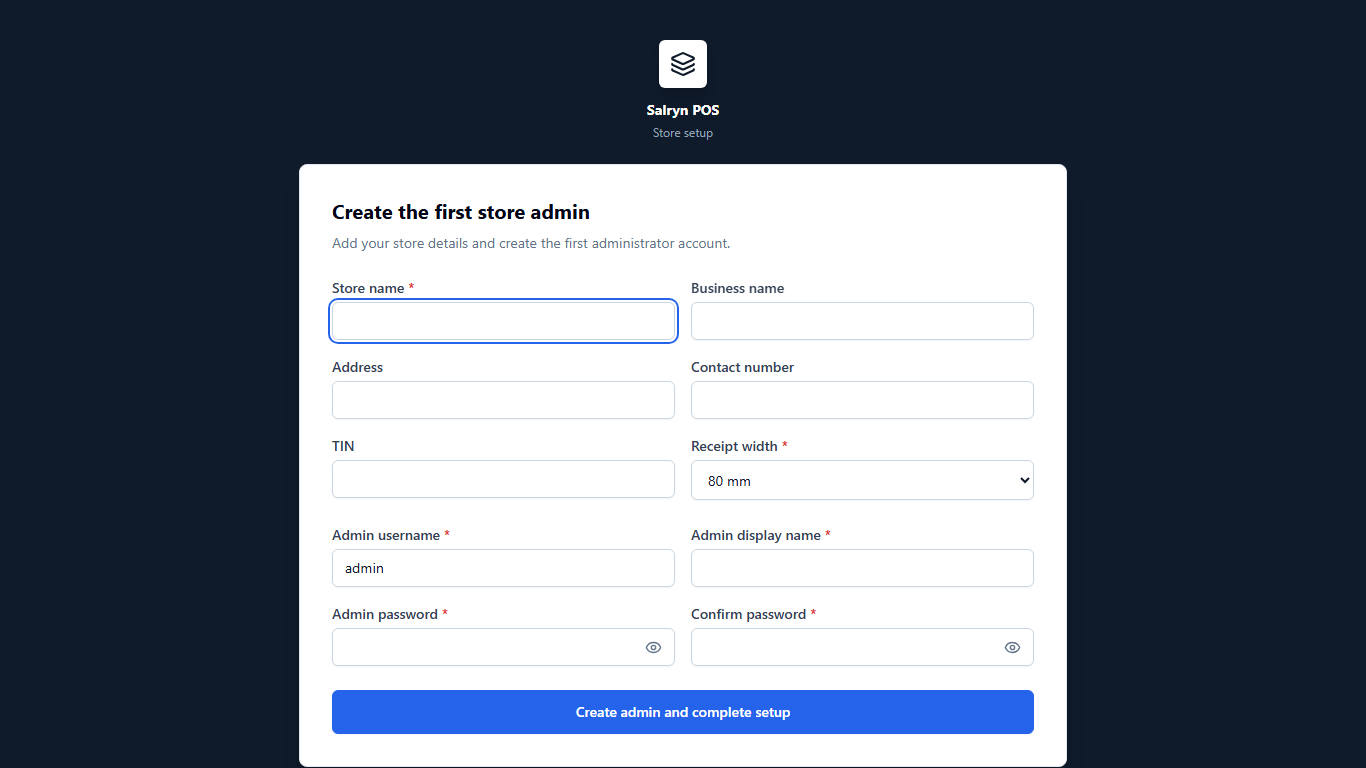 Salryn POS
Store setup
Create the first store admin
Add your store details and create the first administrator account.
Store name *
Business name
Address
Contact number
TIN
Receipt width *
80 mm
Admin username *
admin
Admin display name *
Admin password *
Confirm password *
Create admin and complete setup